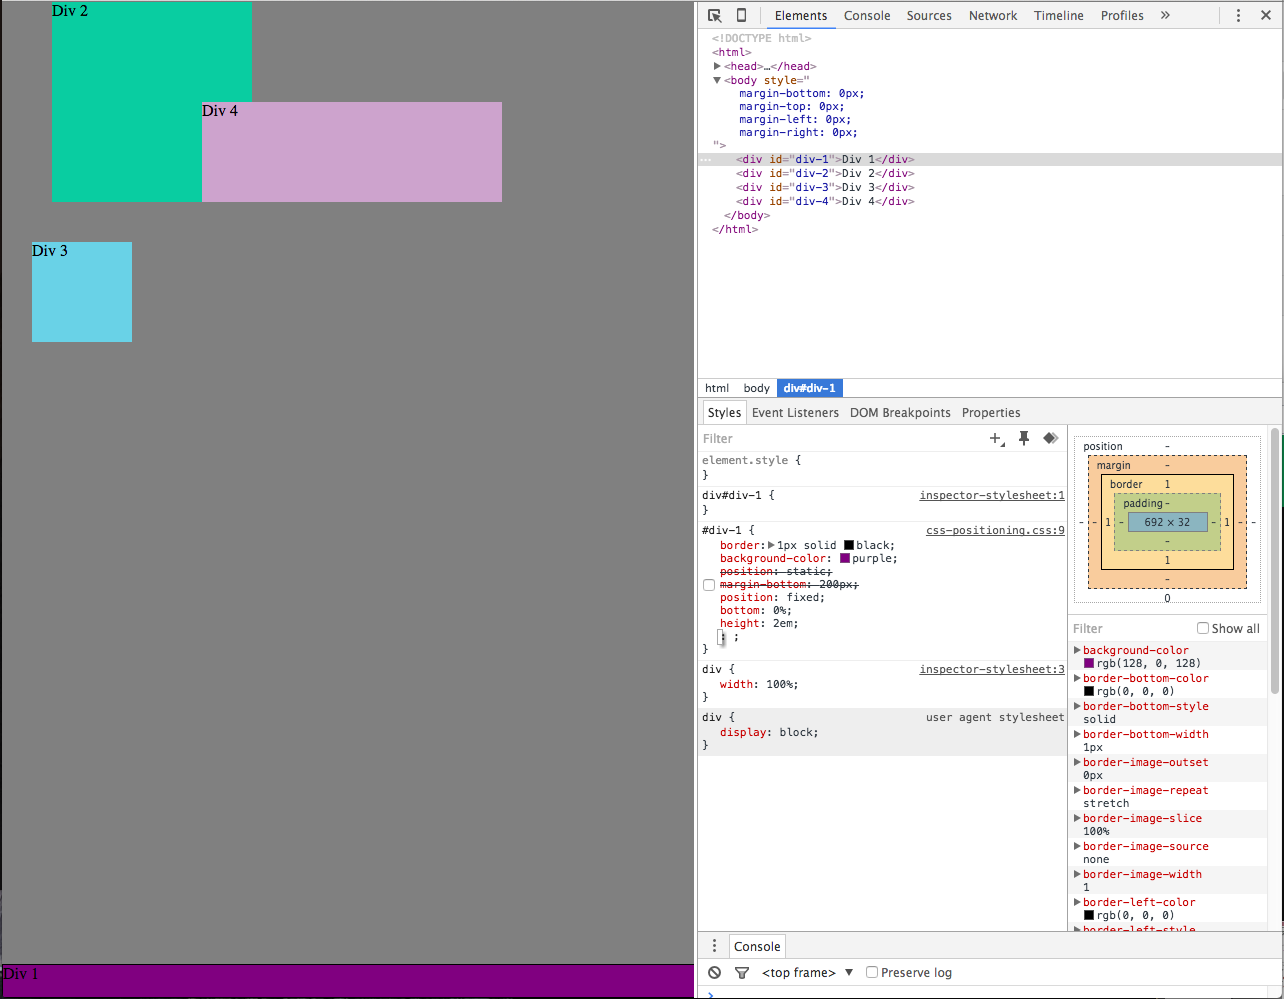 Div 2
Div 4
Div 3
Div 1
Elements Console Sources Network Timeline Profiles »
<!DOCTYPE html>
<html>
<head>…</head>
<body style="
margin-bottom: 0px;
margin-top: 0px;
margin-left: 0px;
margin-right: 0px;
">
<div id="div-1">Div 1</div>
<div id="div-2">Div 2</div>
<div id="div-3">Div 3</div>
<div id="div-4">Div 4</div>
</body>
</html>
html body div#div-1
Styles Event Listeners DOM Breakpoints Properties
Filter
element.style {
}
div#div-1 { inspector-stylesheet:1
}
#div-1 { css-positioning.css:9
border: 1px solid black;
background-color: purple;
position: static;
margin-bottom: 200px;
position: fixed;
bottom: 0%;
height: 2em;
: ;
}
div { inspector-stylesheet:3
width: 100%;
}
div { user agent stylesheet
display: block;
}
position -
margin -
border 1
padding -
- - 1 - 692 × 32 - 1 - -
-
1
-
0
Filter Show all
background-color
rgb(128, 0, 128)
border-bottom-color
rgb(0, 0, 0)
border-bottom-style
solid
border-bottom-width
1px
border-image-outset
0px
border-image-repeat
stretch
border-image-slice
100%
border-image-source
none
border-image-width
1
border-left-color
rgb(0, 0, 0)
border-left-style
Console
<top frame> ▼ Preserve log